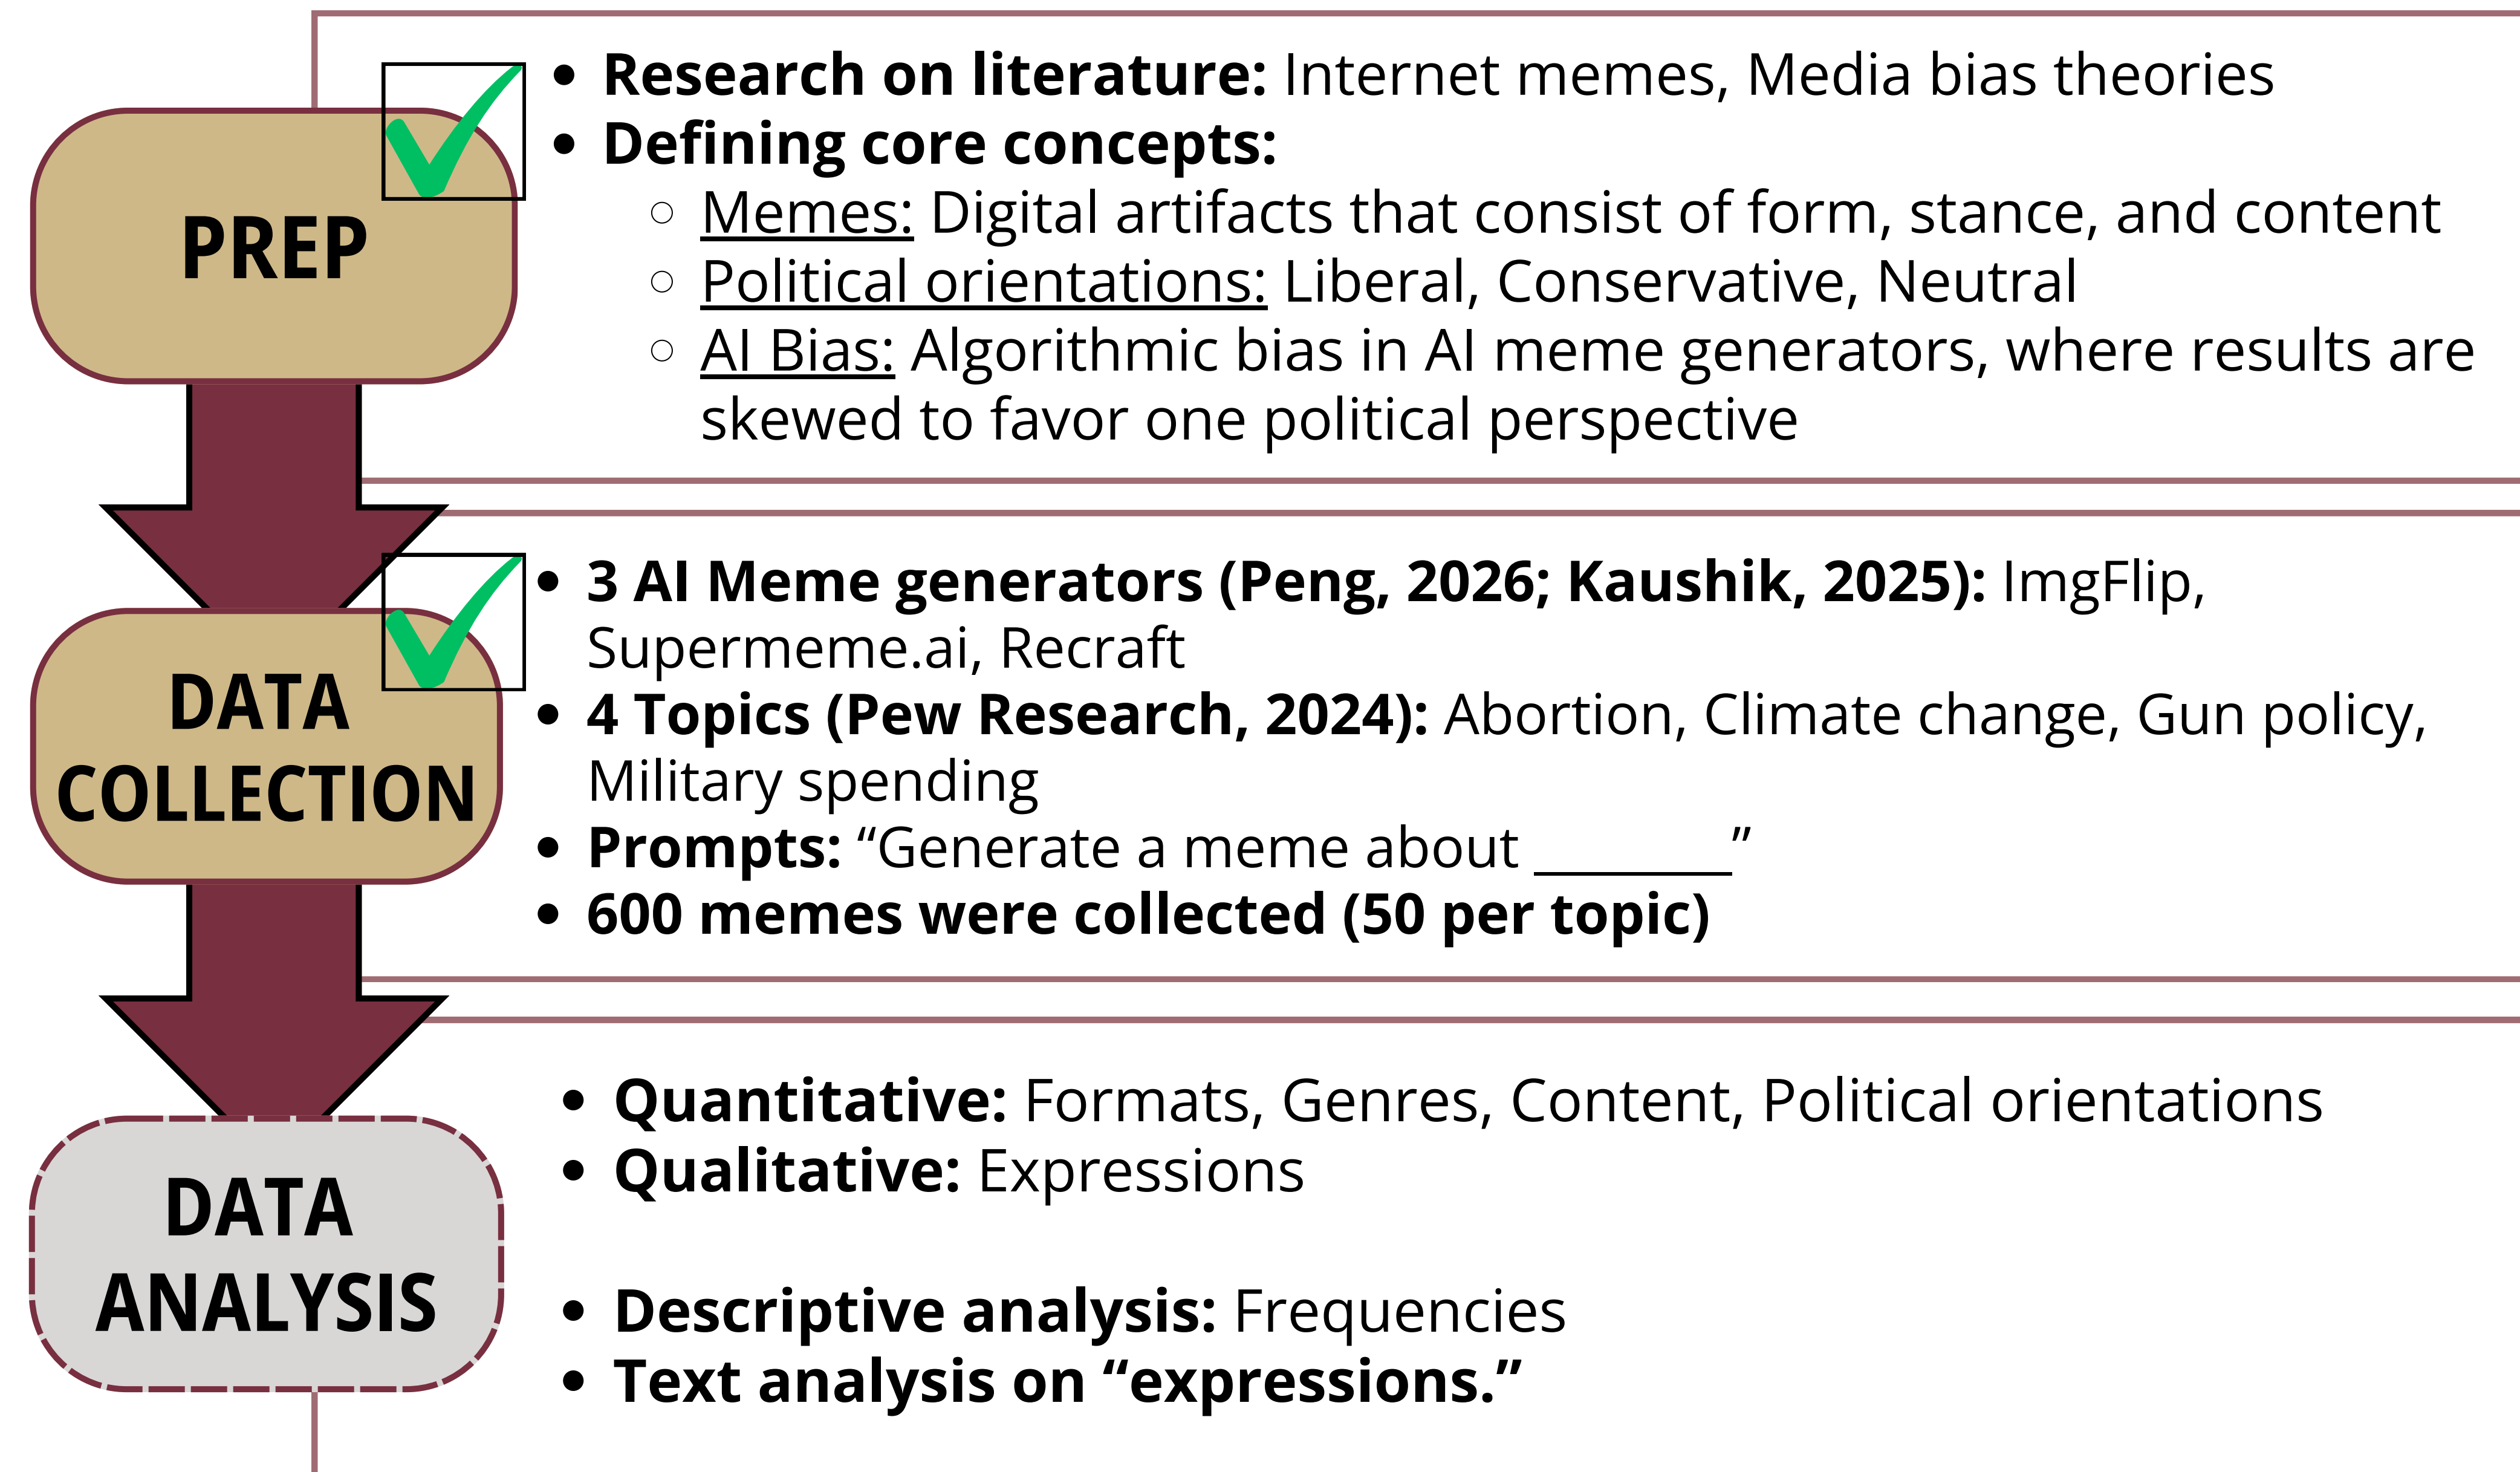 PREP
• Research on literature: Internet memes, Media bias theories
• Defining core concepts:
○ Memes: Digital artifacts that consist of form, stance, and content
○ Political orientations: Liberal, Conservative, Neutral
○ AI Bias: Algorithmic bias in AI meme generators, where results are
skewed to favor one political perspective
DATA
COLLECTION
• 3 AI Meme generators (Peng, 2026; Kaushik, 2025): ImgFlip,
Supermeme.ai, Recraft
• 4 Topics (Pew Research, 2024): Abortion, Climate change, Gun policy,
Military spending
• Prompts: “Generate a meme about ______”
• 600 memes were collected (50 per topic)
DATA
ANALYSIS
• Quantitative: Formats, Genres, Content, Political orientations
• Qualitative: Expressions
• Descriptive analysis: Frequencies
• Text analysis on “expressions.”